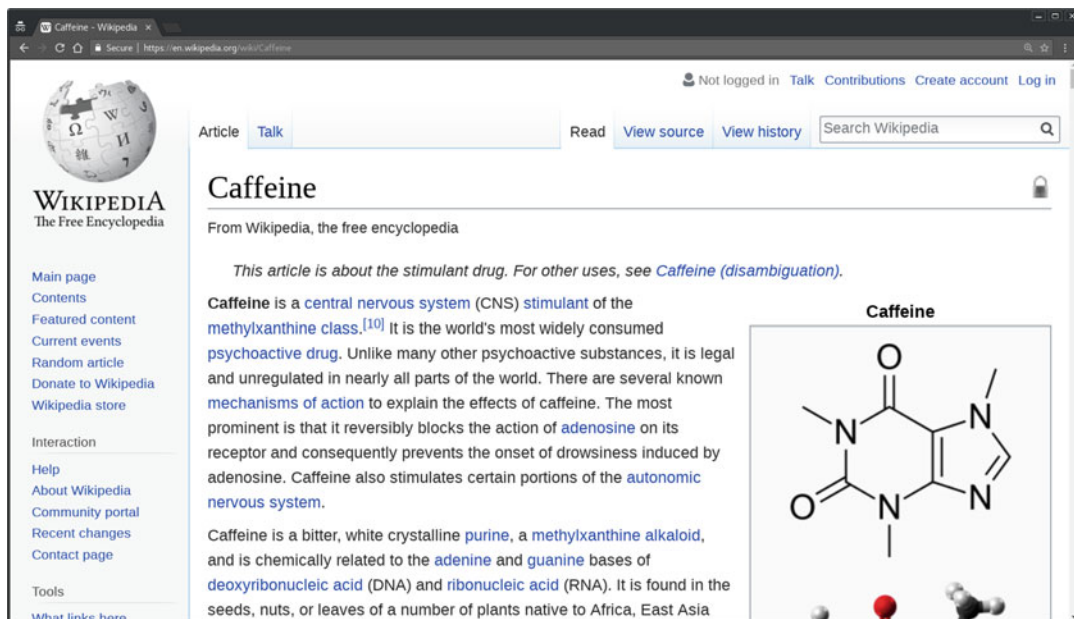 Caffeine - Wikipedia
Secure | https://en.wikipedia.org/wiki/Caffeine
Not logged in Talk Contributions Create account Log in
Article Talk Read View source View history Search Wikipedia
WIKIPEDIA
The Free Encyclopedia
Main page
Contents
Featured content
Current events
Random article
Donate to Wikipedia
Wikipedia store
Interaction
Help
About Wikipedia
Community portal
Recent changes
Contact page
Tools
What links here
Caffeine
From Wikipedia, the free encyclopedia
This article is about the stimulant drug. For other uses, see Caffeine (disambiguation).
Caffeine is a central nervous system (CNS) stimulant of the
methylxanthine class.[10] It is the world's most widely consumed
psychoactive drug. Unlike many other psychoactive substances, it is legal
and unregulated in nearly all parts of the world. There are several known
mechanisms of action to explain the effects of caffeine. The most
prominent is that it reversibly blocks the action of adenosine on its
receptor and consequently prevents the onset of drowsiness induced by
adenosine. Caffeine also stimulates certain portions of the autonomic
nervous system.
Caffeine is a bitter, white crystalline purine, a methylxanthine alkaloid,
and is chemically related to the adenine and guanine bases of
deoxyribonucleic acid (DNA) and ribonucleic acid (RNA). It is found in the
seeds, nuts, or leaves of a number of plants native to Africa, East Asia
Caffeine
O
N
N
O
N
N